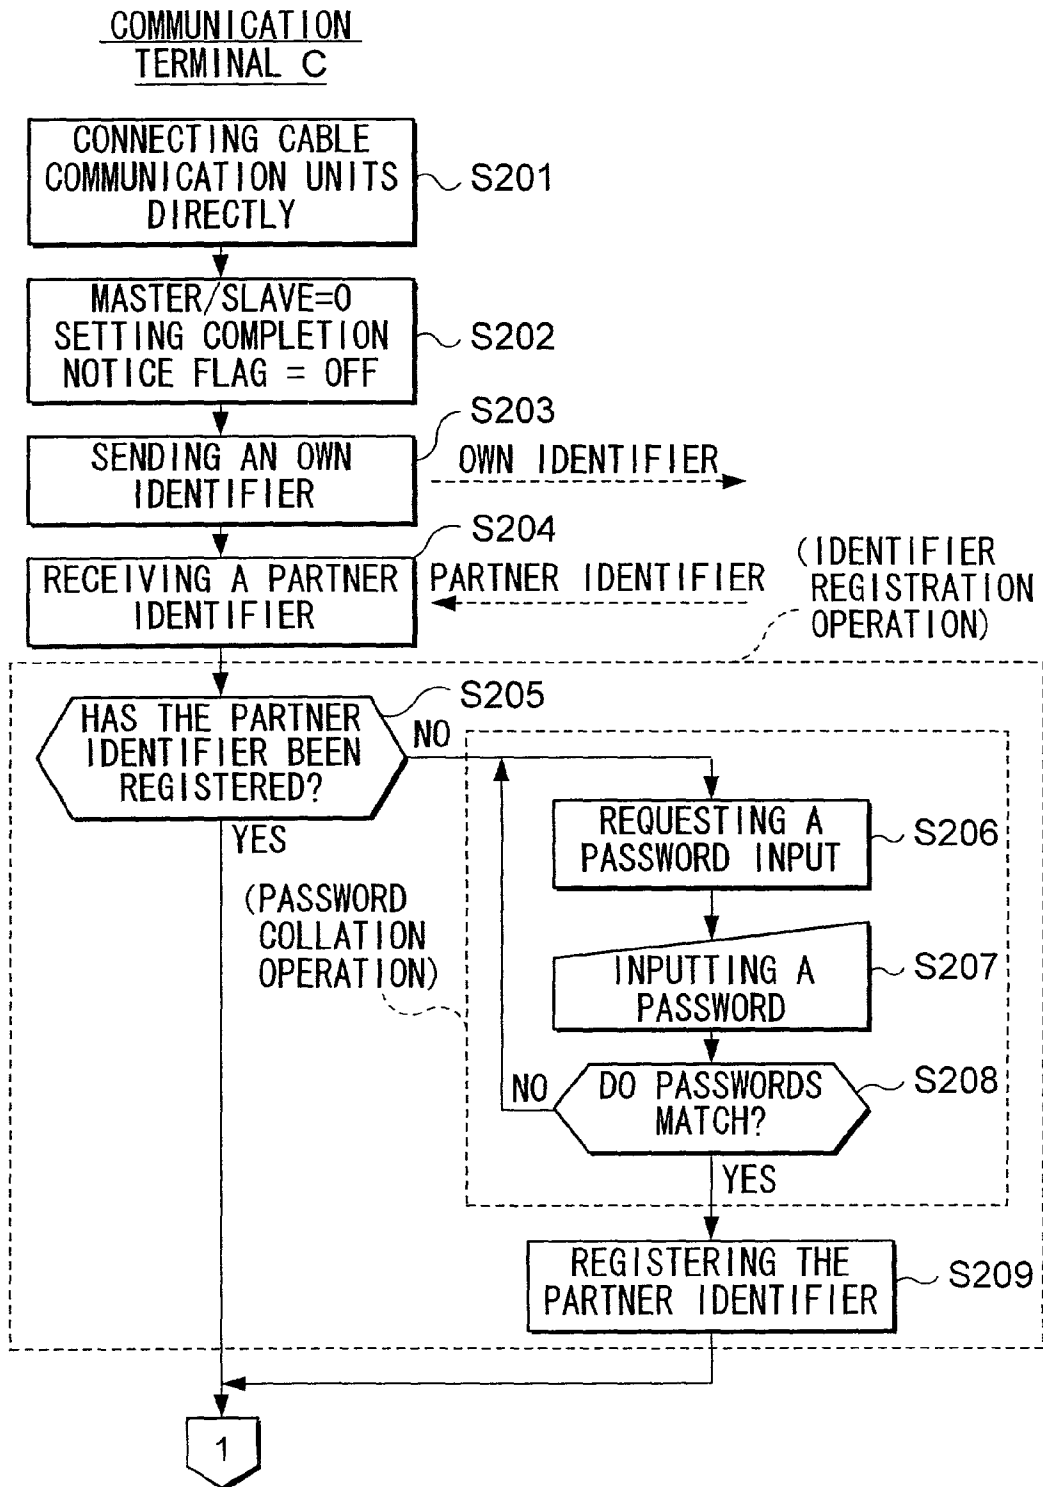 COMMUNICATION
TERMINAL C
CONNECTING CABLE
COMMUNICATION UNITS
DIRECTLY
S201
MASTER/SLAVE=0
SETTING COMPLETION
NOTICE FLAG = OFF
S202
S203
SENDING AN OWN
IDENTIFIER
OWN IDENTIFIER
S204
RECEIVING A PARTNER
IDENTIFIER
PARTNER IDENTIFIER
(IDENTIFIER
REGISTRATION
OPERATION)
S205
HAS THE PARTNER
IDENTIFIER BEEN
REGISTERED?
NO
YES
REQUESTING A
PASSWORD INPUT
S206
(PASSWORD
COLLATION
OPERATION)
INPUTTING A
PASSWORD
S207
NO
DO PASSWORDS
MATCH?
S208
YES
REGISTERING THE
PARTNER IDENTIFIER
S209
1